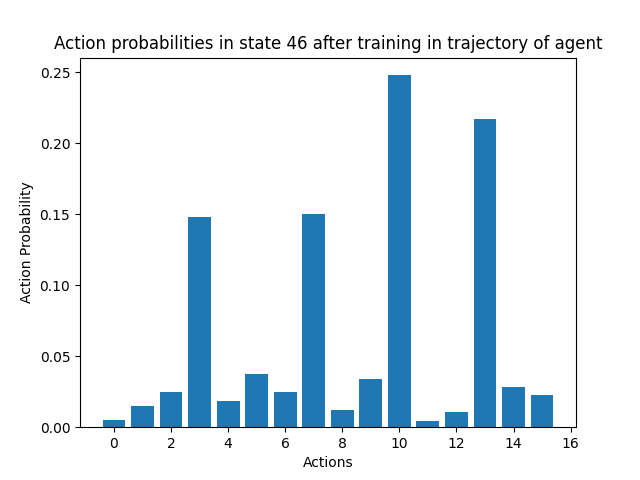 Action probabilities in state 46 after training in trajectory of agent
0.25
0.20
0.15
0.10
0.05
0.00
Action Probability
0 2 4 6 8 10 12 14 16
Actions